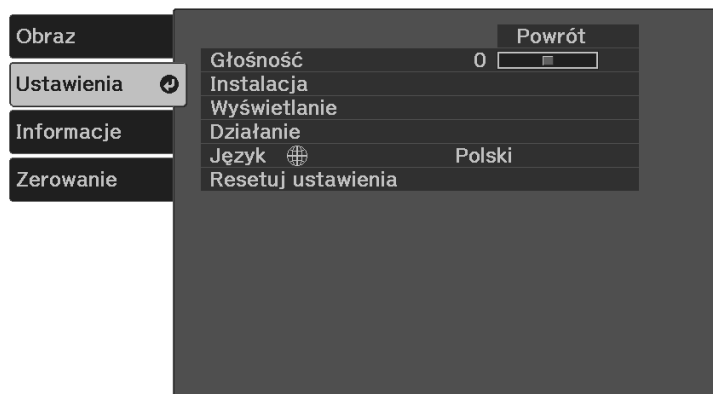 Obraz
Ustawienia
Informacje
Zerowanie
Powrót
Głośność 0
Instalacja
Wyświetlanie
Działanie
Język Polski
Resetuj ustawienia